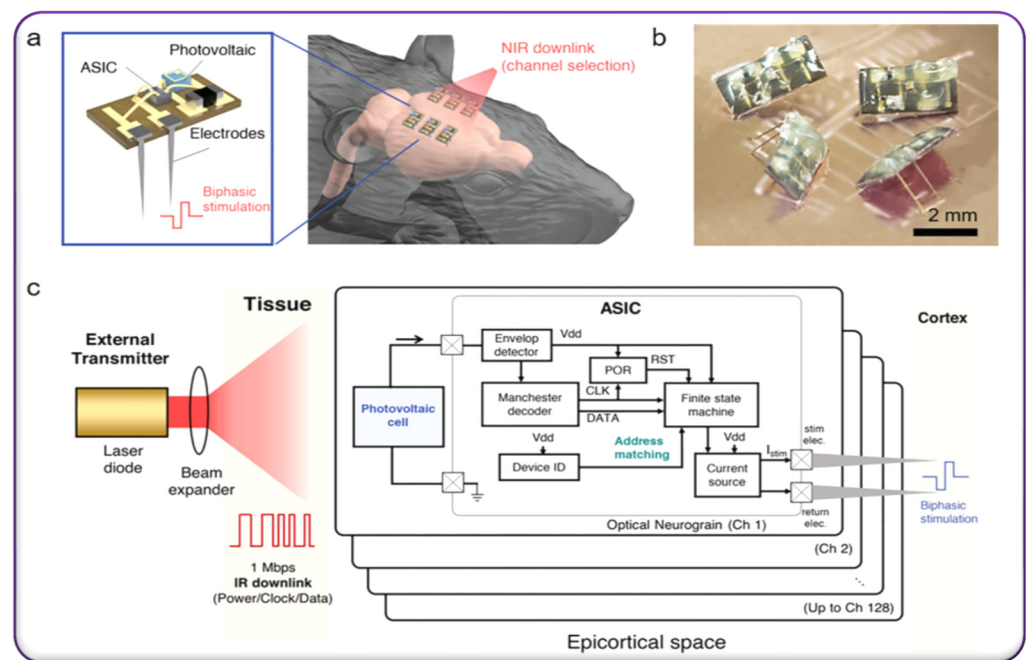 a
Photovoltaic
ASIC
Electrodes
Biphasic
stimulation
NIR downlink
(channel selection)
b
2 mm
c
External
Transmitter
Laser
diode
Beam
expander
Tissue
1 Mbps
IR downlink
(Power/Clock/Data)
ASIC
Photovoltaic
cell
Envelop
detector
Vdd
POR
RST
Manchester
decoder
CLK
DATA
Finite state
machine
Vdd
Device ID
Address
matching
Vdd
Current
source
Istim
stim
elec.
return
elec.
Optical Neurograin (Ch 1)
(Ch 2)
(Up to Ch 128)
Epicortical space
Cortex
Biphasic
stimulation